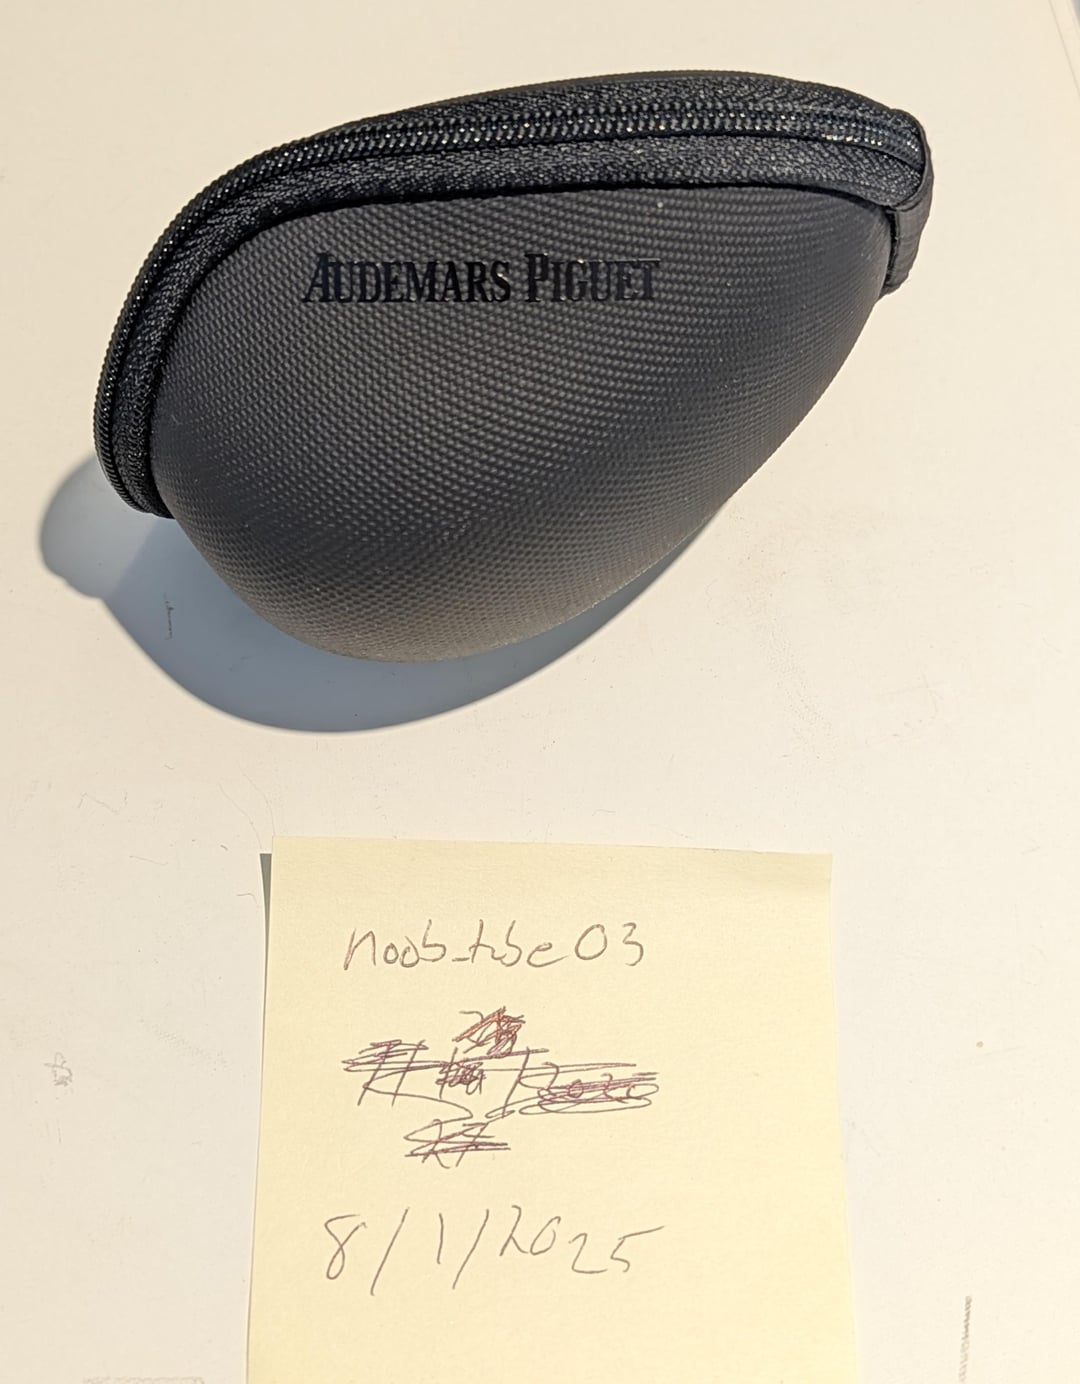 AUDEMARS PIGUET
noob_tube03
8/1/2025